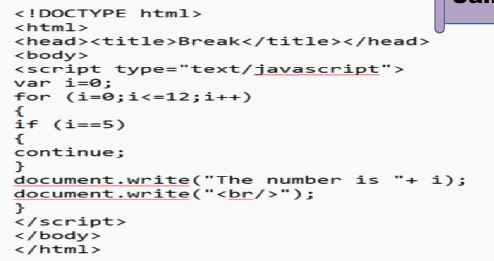 <!DOCTYPE html>
<html>
<head><title>Break</title></head>
<body>
<script type="text/javascript">
var i=0;
for (i=0;i<=12;i++)
{
if (i==5)
{
continue;
}
document.write("The number is "+ i);
document.write("<br/>");
}
</script>
</body>
</html>